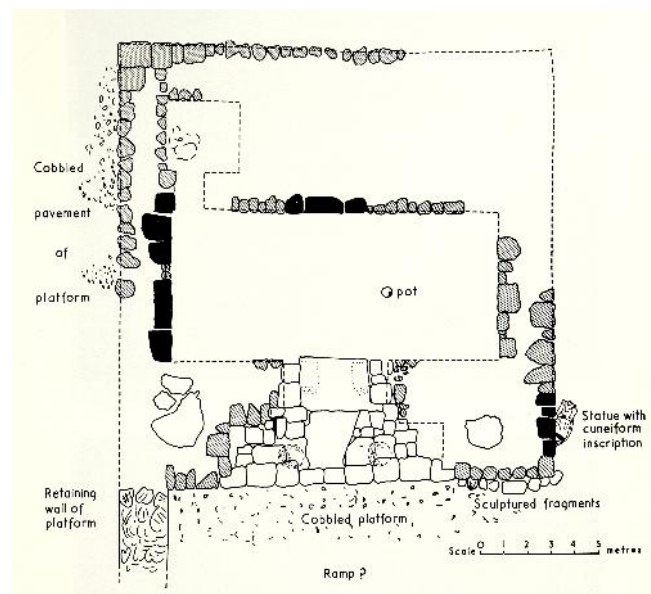 Cobbled
pavement
of
platform
pot
Statue with
cuneiform
inscription
Retaining
wall of
platform
Sculptured fragments
Cobbled platform
Scale 0 1 2 3 4 5 metres
Ramp ?